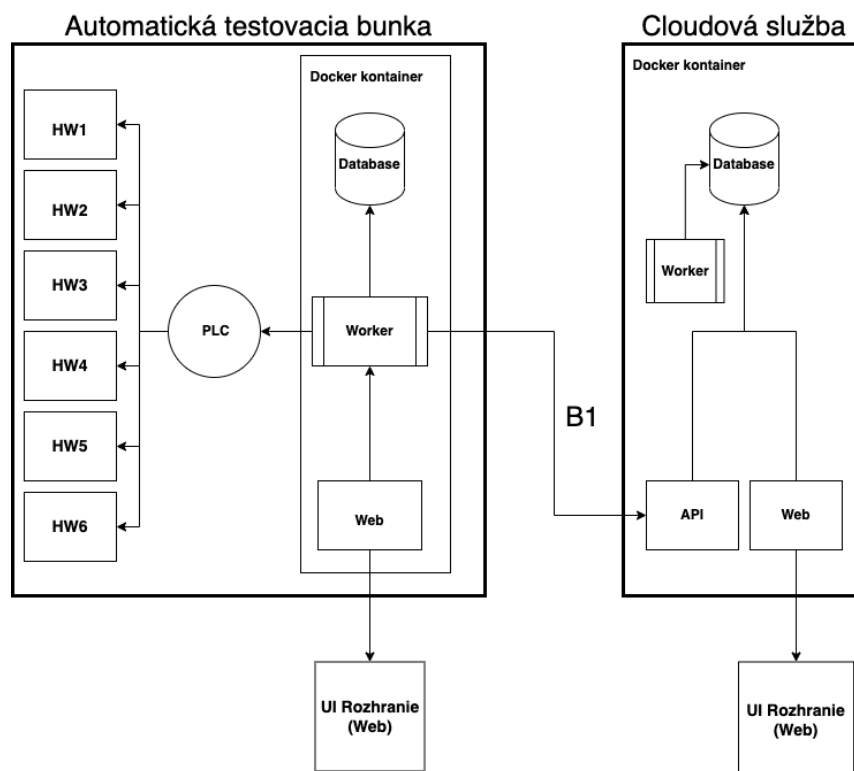 Automatická testovacia bunka
Docker kontainer
HW1
HW2
HW3
HW4
HW5
HW6
PLC
Database
Worker
Web
UI Rozhranie
(Web)
B1
Cloudová služba
Docker kontainer
Database
Worker
API
Web
UI Rozhranie
(Web)